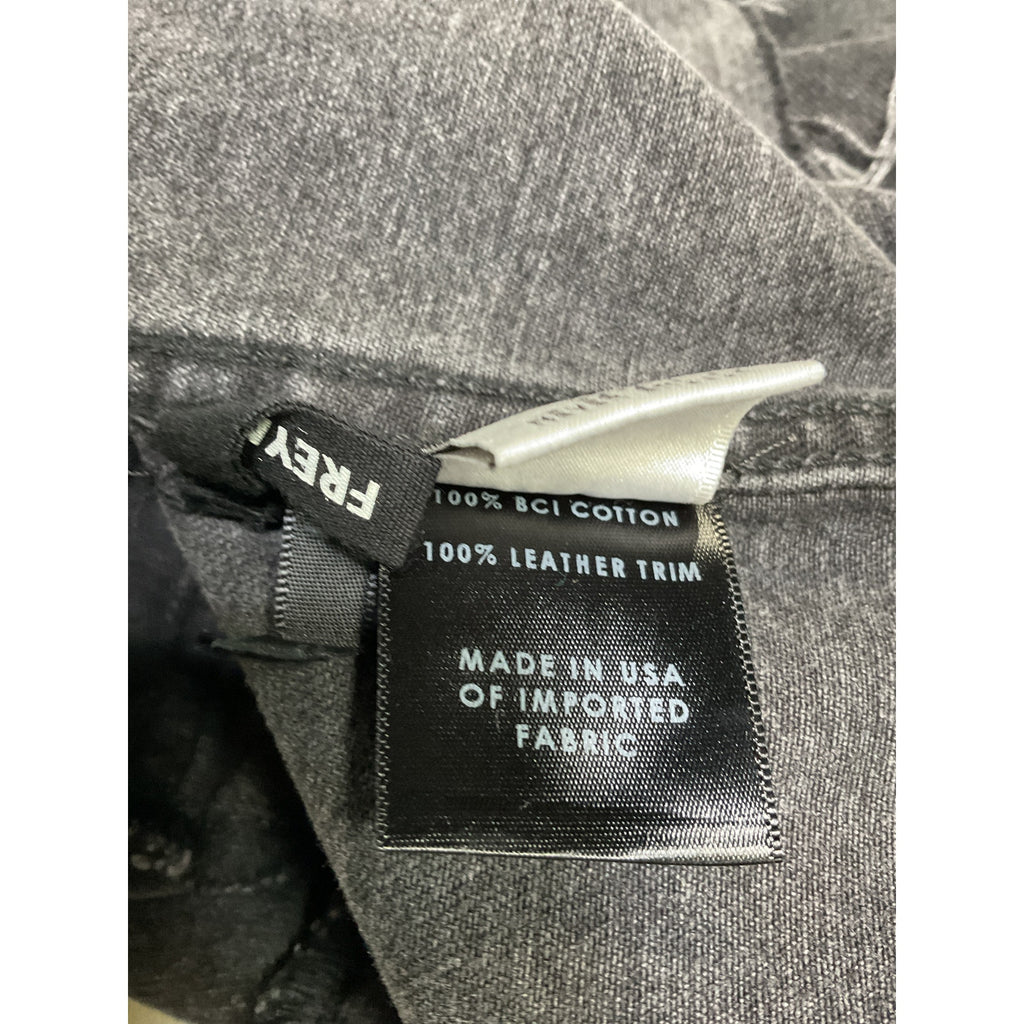 FREY
100% BCI COTTON
100% LEATHER TRIM
MADE IN USA
OF IMPORTED
FABRIC